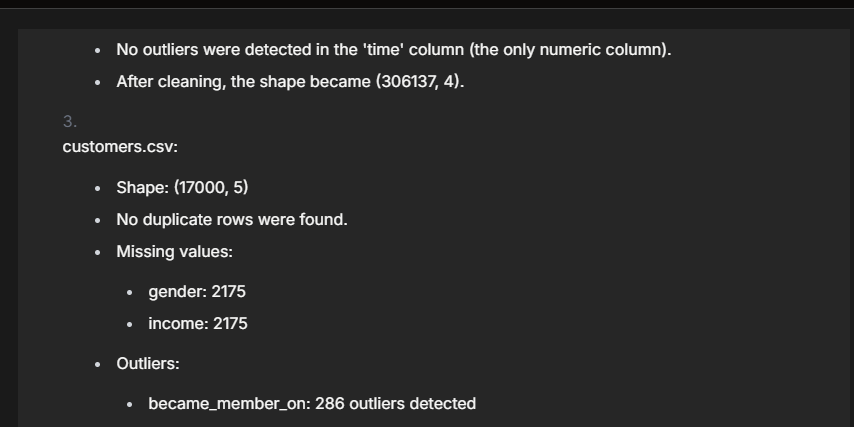 • No outliers were detected in the 'time' column (the only numeric column).
• After cleaning, the shape became (306137, 4).
3.
customers.csv:
• Shape: (17000, 5)
• No duplicate rows were found.
• Missing values:
• gender: 2175
• income: 2175
• Outliers:
• became_member_on: 286 outliers detected